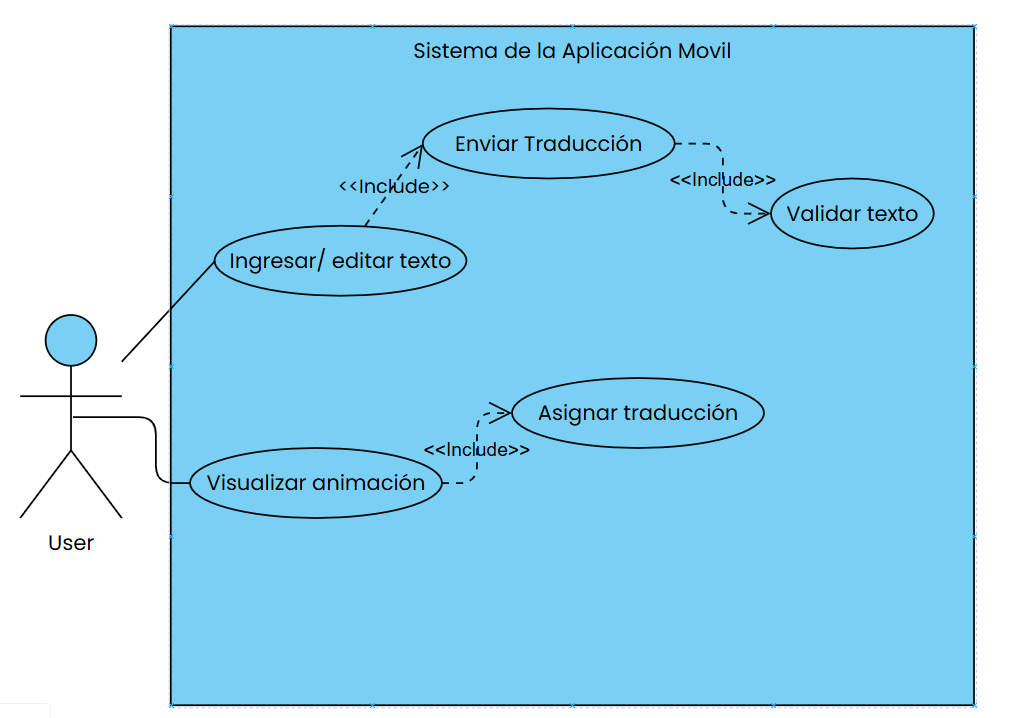 Sistema de la Aplicación Movil
Enviar Traducción
<<Include>>
<<Include>>
Validar texto
Ingresar/ editar texto
Asignar traducción
<<Include>>
Visualizar animación
User